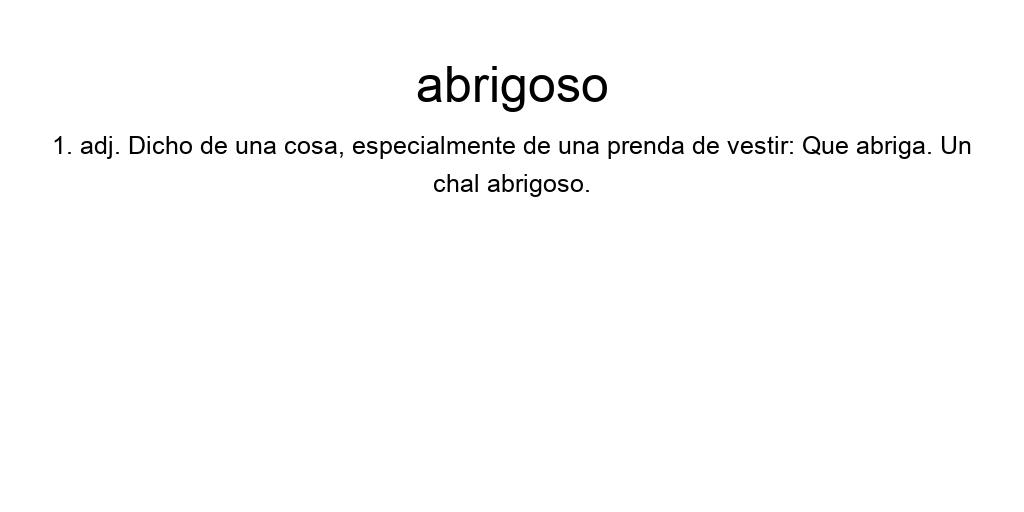 abrigoso
1. adj. Dicho de una cosa, especialmente de una prenda de vestir: Que abriga. Un
chal abrigoso.